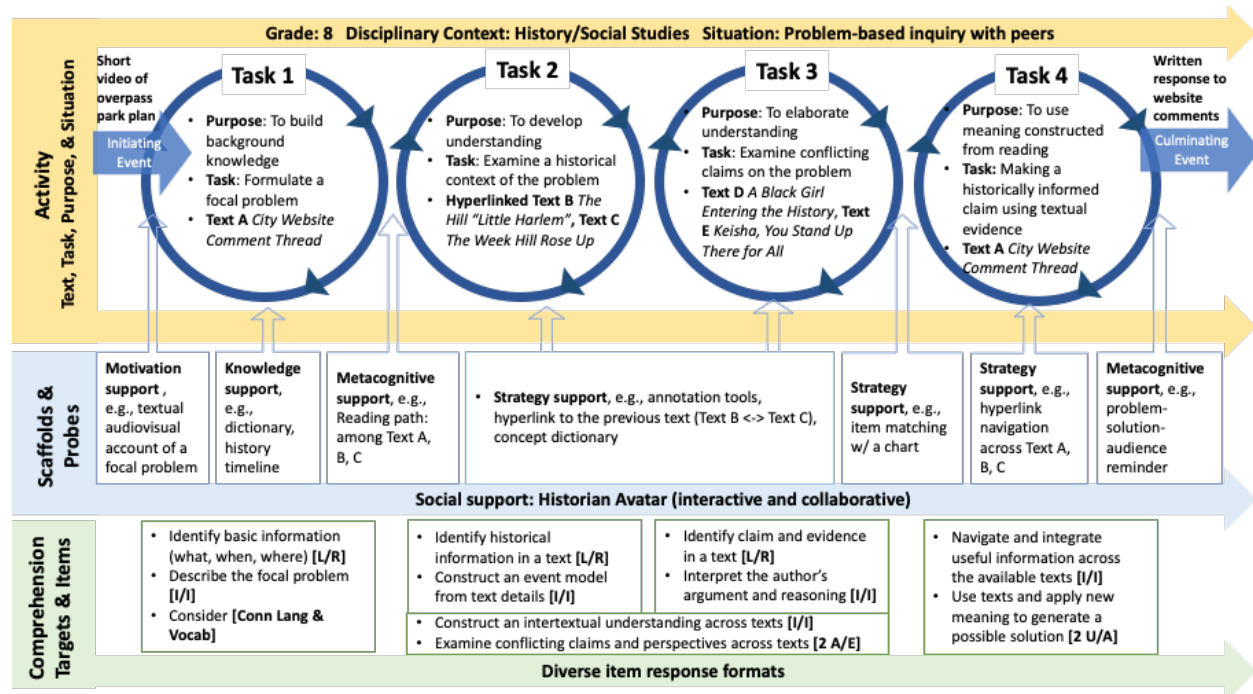 Grade: 8 Disciplinary Context: History/Social Studies Situation: Problem-based inquiry with peers
Activity
Text, Task, Purpose, & Situation
Short
video of
overpass
park plan
Initiating
Event
Task 1
• Purpose: To build
background
knowledge
• Task: Formulate a
focal problem
• Text A City Website
Comment Thread
Task 2
• Purpose: To develop
understanding
• Task: Examine a historical
context of the problem
• Hyperlinked Text B The
Hill “Little Harlem”, Text C
The Week Hill Rose Up
Task 3
• Purpose: To elaborate
understanding
• Task: Examine conflicting
claims on the problem
• Text D A Black Girl
Entering the History, Text
E Keisha, You Stand Up
There for All
Task 4
• Purpose: To use
meaning constructed
from reading
• Task: Making a
historically informed
claim using textual
evidence
• Text A City Website
Comment Thread
Written
response to
website
comments
Culminating
Event
Scaffolds &
Probes
Motivation
support ,
e.g., textual
audiovisual
account of a
focal problem
Knowledge
support,
e.g.,
dictionary,
history
timeline
Metacognitive
support, e.g.,
Reading path:
among Text A,
B, C
• Strategy support, e.g., annotation tools,
hyperlink to the previous text (Text B <-> Text C),
concept dictionary
Strategy
support, e.g.,
item matching
w/ a chart
Strategy
support, e.g.,
hyperlink
navigation
across Text A,
B, C
Metacognitive
support, e.g.,
problem-
solution-
audience
reminder
Social support: Historian Avatar (interactive and collaborative)
Comprehension
Targets & Items
• Identify basic information
(what, when, where) [L/R]
• Describe the focal problem
[I/I]
• Consider [Conn Lang &
Vocab]
• Identify historical
information in a text [L/R]
• Construct an event model
from text details [I/I]
• Identify claim and evidence
in a text [L/R]
• Interpret the author’s
argument and reasoning [I/I]
• Construct an intertextual understanding across texts [I/I]
• Examine conflicting claims and perspectives across texts [2 A/E]
• Navigate and integrate
useful information across
the available texts [I/I]
• Use texts and apply new
meaning to generate a
possible solution [2 U/A]
Diverse item response formats